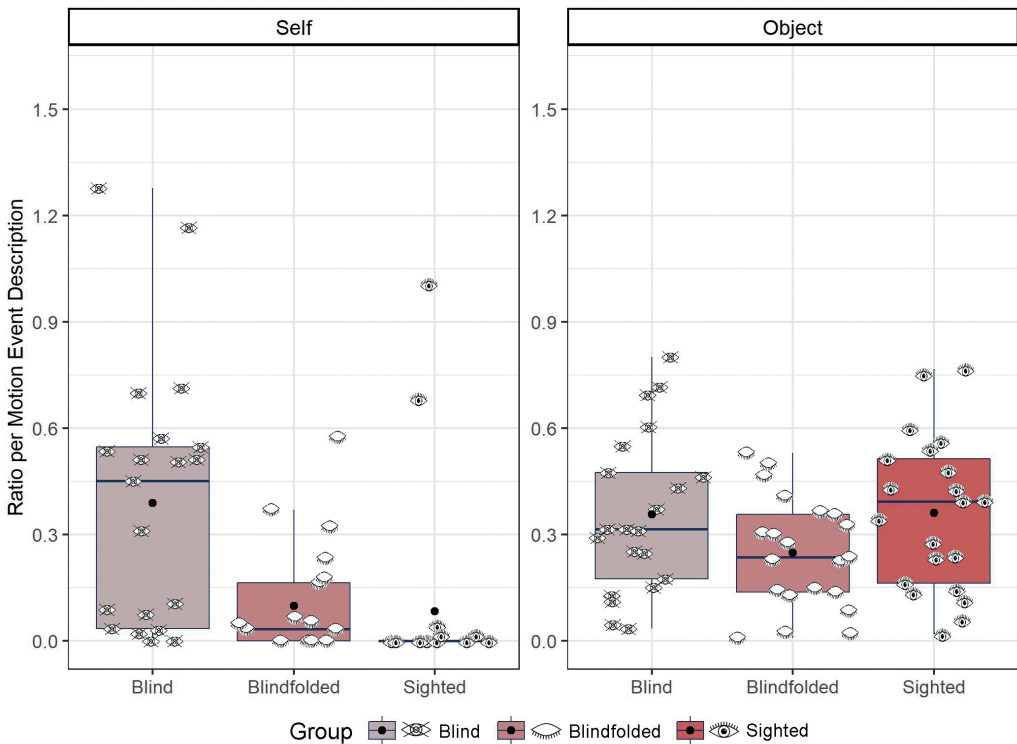 Self
Object
Ratio per Motion Event Description
1.5
1.2
0.9
0.6
0.3
0.0
1.5
1.2
0.9
0.6
0.3
0.0
Blind Blindfolded Sighted
Blind Blindfolded Sighted
Group Blind Blindfolded Sighted